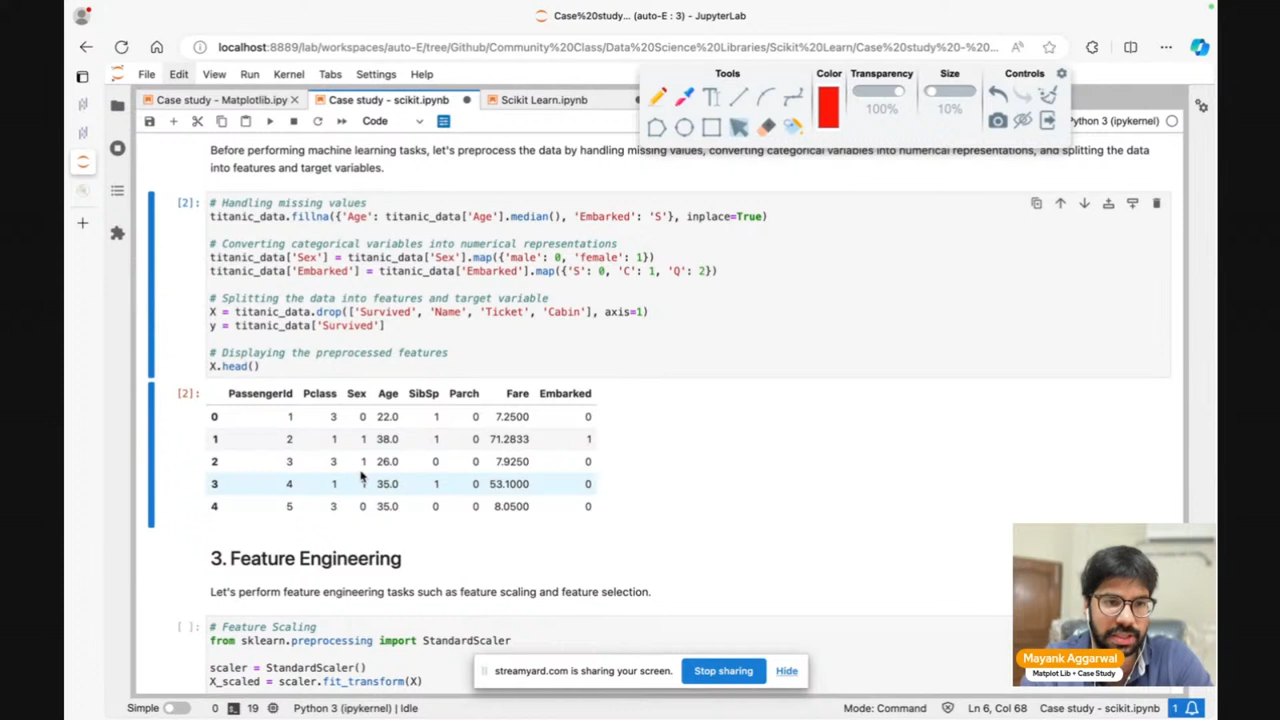 Case%20study... (auto-E : 3) - JupyterLab
localhost:8889/lab/workspaces/auto-E/tree/Github/Community%20Class/Data%20Science%20Libraries/Scikit%20Learn/Case%20study%20-%20...
File Edit View Run Kernel Tabs Settings Help
Tools Color Transparency Size Controls
100% 10%
Case study - Matplotlib.ipy Case study - scikit.ipynb Scikit Learn.ipynb
Code
Python 3 (ipykernel)
Before performing machine learning tasks, let's preprocess the data by handling missing values, converting categorical variables into numerical representations, and splitting the data
into features and target variables.
[2]: # Handling missing values
titanic_data.fillna({'Age': titanic_data['Age'].median(), 'Embarked': 'S'}, inplace=True)
# Converting categorical variables into numerical representations
titanic_data['Sex'] = titanic_data['Sex'].map({'male': 0, 'female': 1})
titanic_data['Embarked'] = titanic_data['Embarked'].map({'S': 0, 'C': 1, 'Q': 2})
# Splitting the data into features and target variable
X = titanic_data.drop(['Survived', 'Name', 'Ticket', 'Cabin'], axis=1)
y = titanic_data['Survived']
# Displaying the preprocessed features
X.head()
[2]: PassengerId Pclass Sex Age SibSp Parch Fare Embarked
0 1 3 0 22.0 1 0 7.2500 0
1 2 1 1 38.0 1 0 71.2833 1
2 3 3 1 26.0 0 0 7.9250 0
3 4 1 1 35.0 1 0 53.1000 0
4 5 3 0 35.0 0 0 8.0500 0
3. Feature Engineering
Let's perform feature engineering tasks such as feature scaling and feature selection.
[ ]: # Feature Scaling
from sklearn.preprocessing import StandardScaler
scaler = StandardScaler()
X_scaled = scaler.fit_transform(X)
streamyard.com is sharing your screen. Stop sharing Hide
Mayank Aggarwal
Matplot Lib + Case Study
Simple 0 19 Python 3 (ipykernel) | Idle Mode: Command Ln 6, Col 68 Case study - scikit.ipynb 1